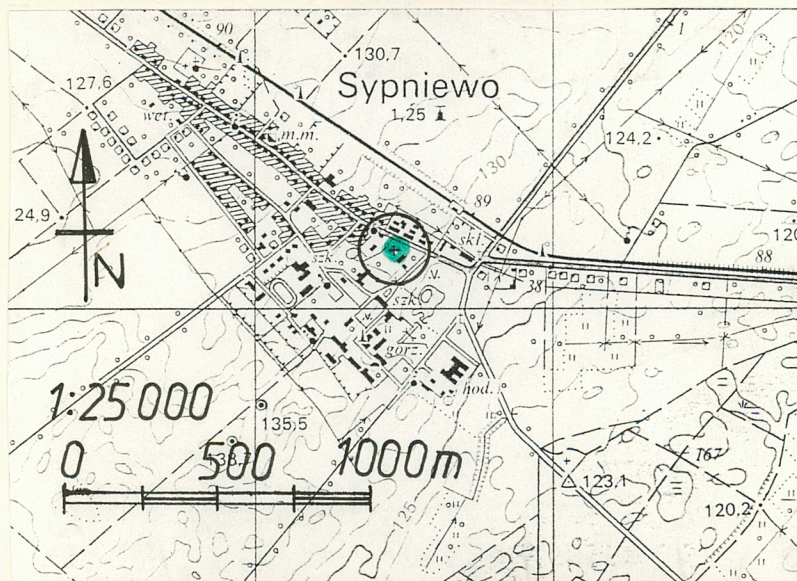 90
130,7
120
127,6
Sypniewo
1,25
wet.
m.m.
124,2
130
89
24,9
skl.
N
szk.
88
38
szk.
gorz.
hod.
1:25 000
135,5
0 500 1000m
167
123,1
120,2
125